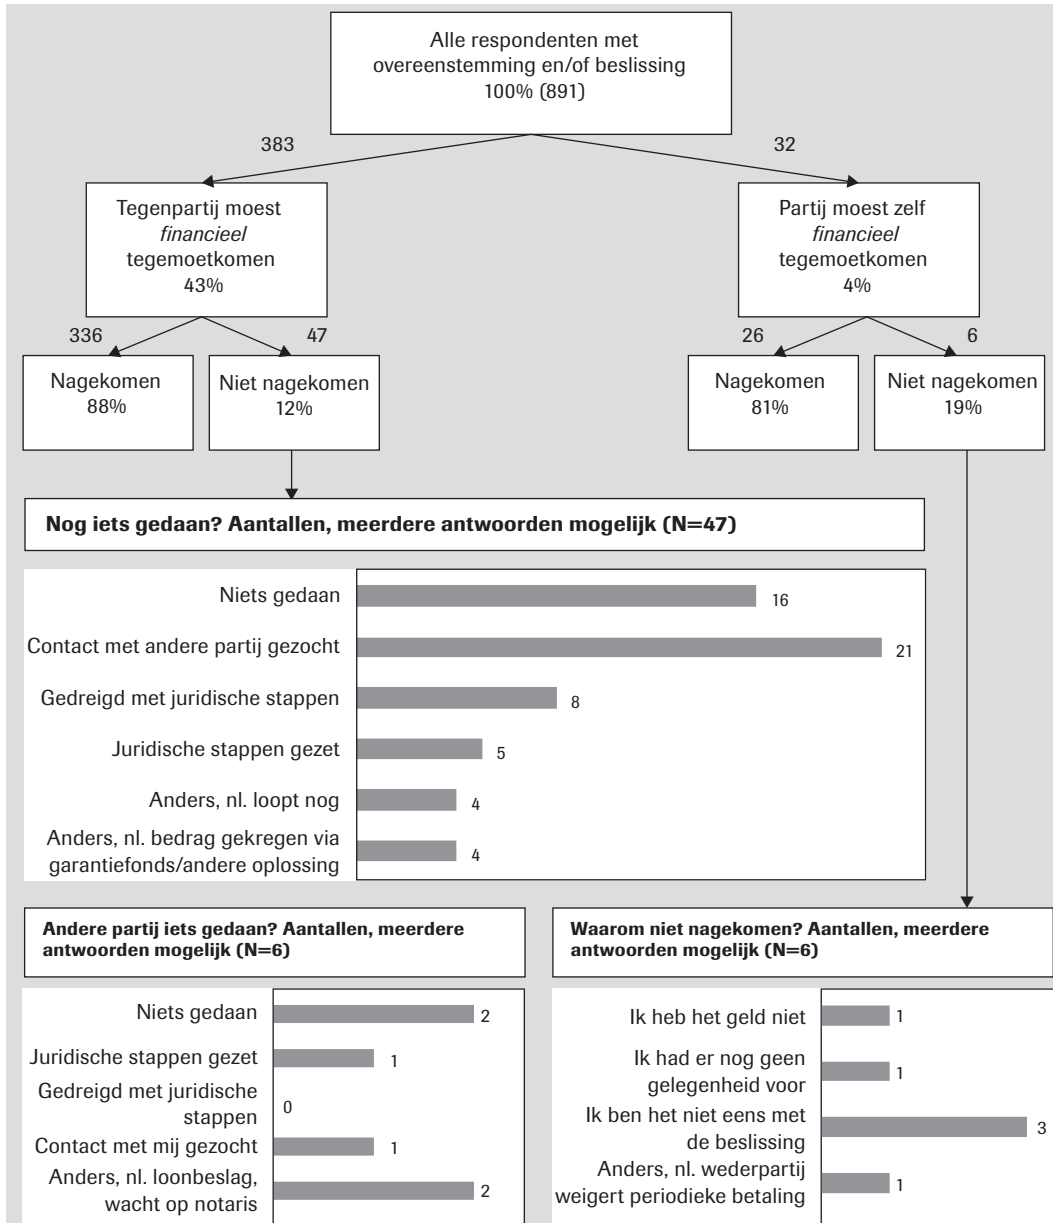 Alle respondenten met
overeenstemming en/of beslissing
100% (891)
383
32
Tegenpartij moest
financieel
tegemoetkomen
43%
Partij moest zelf
financieel
tegemoetkomen
4%
336
47
26
6
Nagekomen
88%
Niet nagekomen
12%
Nagekomen
81%
Niet nagekomen
19%
Nog iets gedaan? Aantallen, meerdere antwoorden mogelijk (N=47)
Niets gedaan
16
Contact met andere partij gezocht
21
Gedreigd met juridische stappen
8
Juridische stappen gezet
5
Anders, nl. loopt nog
4
Anders, nl. bedrag gekregen via
garantiefonds/andere oplossing
4
Andere partij iets gedaan? Aantallen, meerdere
antwoorden mogelijk (N=6)
Niets gedaan
2
Juridische stappen gezet
1
Gedreigd met juridische
stappen
0
Contact met mij gezocht
1
Anders, nl. loonbeslag,
wacht op notaris
2
Waarom niet nagekomen? Aantallen, meerdere
antwoorden mogelijk (N=6)
Ik heb het geld niet
1
Ik had er nog geen
gelegenheid voor
1
Ik ben het niet eens met
de beslissing
3
Anders, nl. wederpartij
weigert periodieke betaling
1